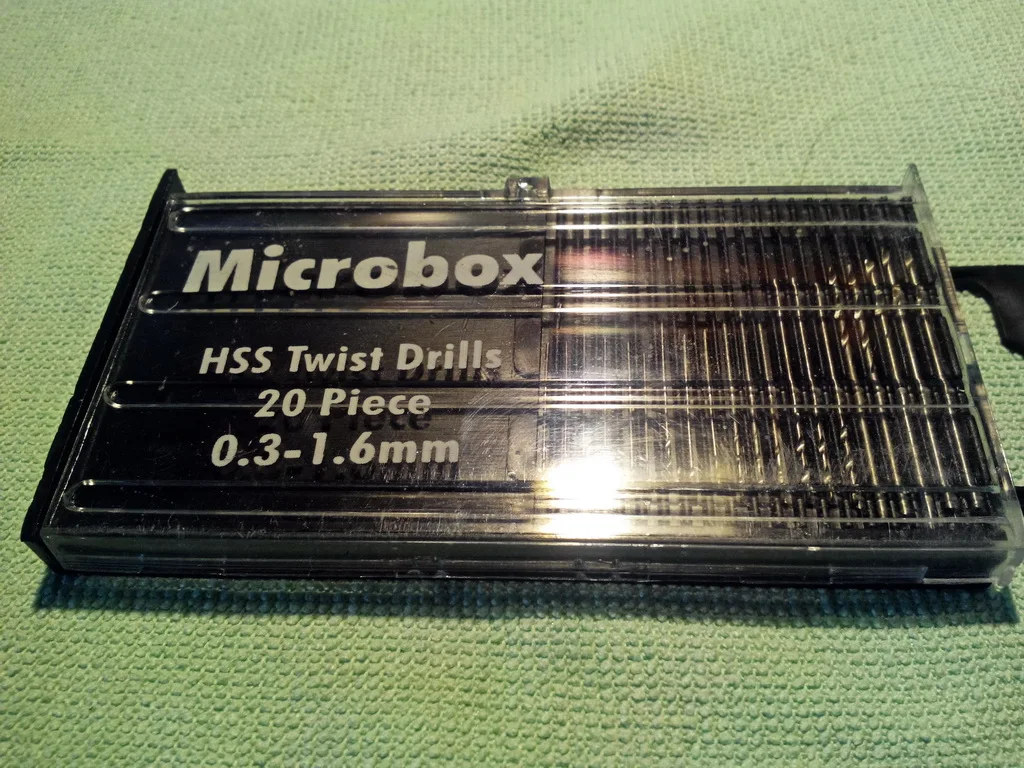 Microbox
HSS Twist Drills
20 Piece
0.3-1.6mm